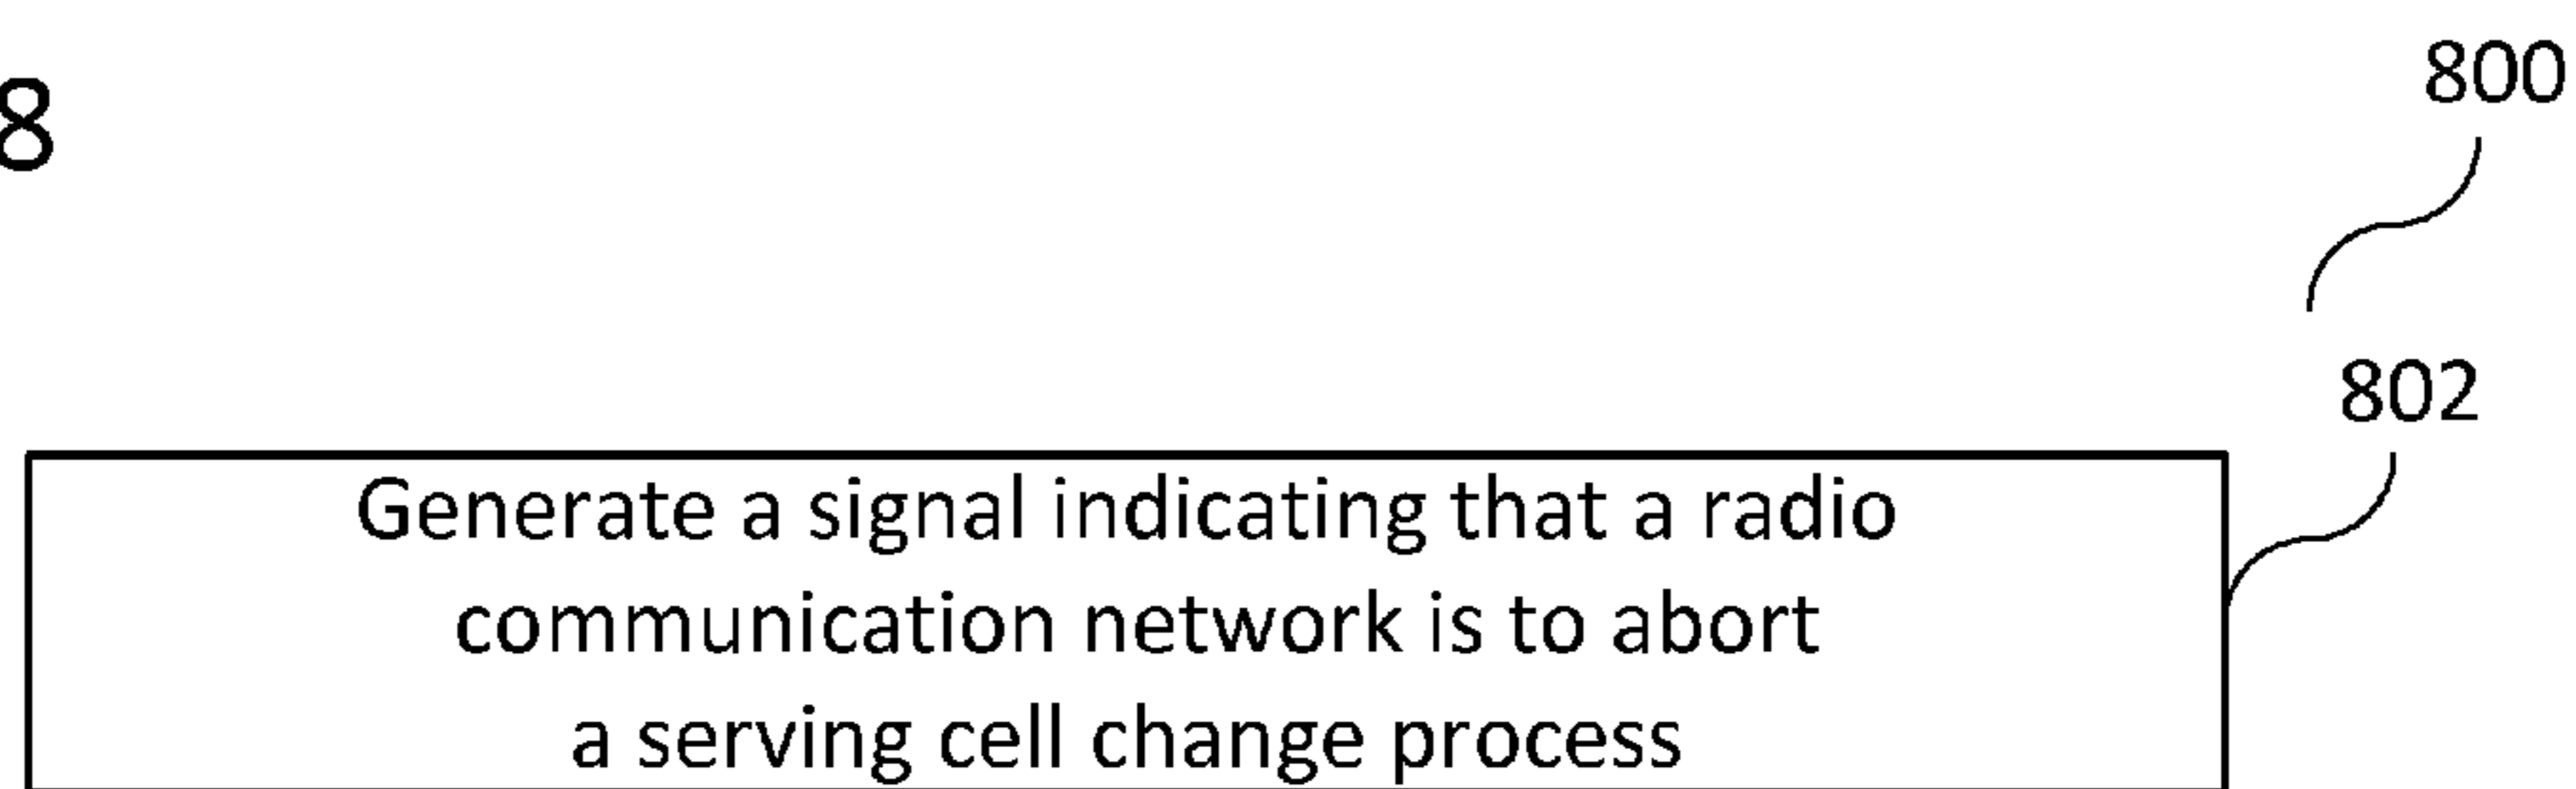 8
800
802
Generate a signal indicating that a radio
communication network is to abort
a serving cell change process